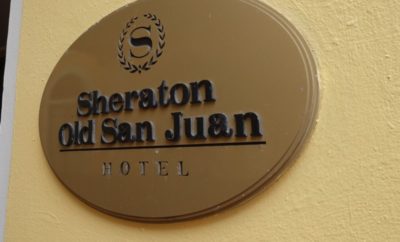 S
Sheraton
Old San Juan
HOTEL